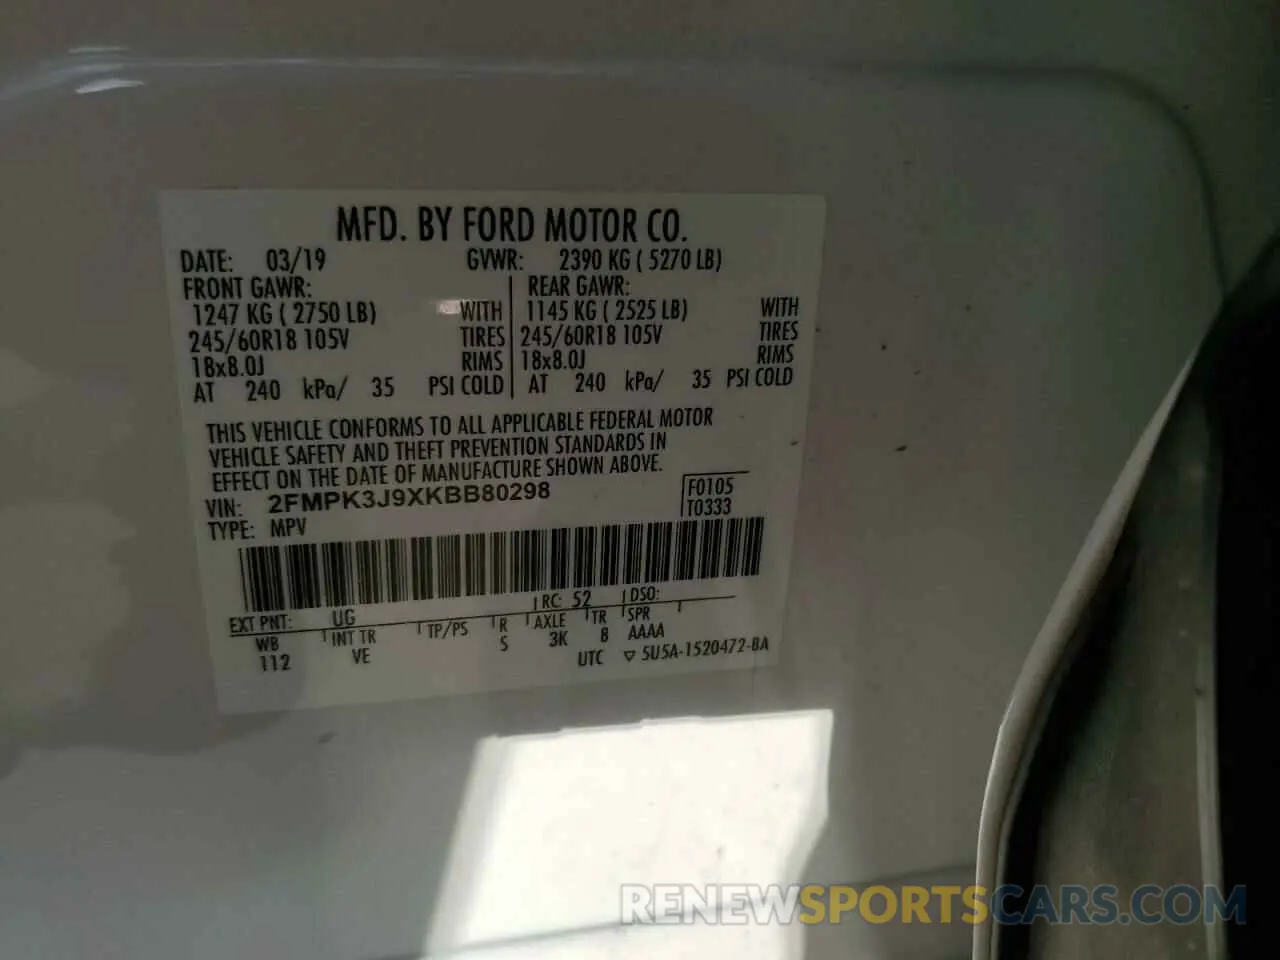 MFD. BY FORD MOTOR CO.
DATE: 03/19 GVWR: 2390 KG ( 5270 LB)
FRONT GAWR: REAR GAWR:
1247 KG ( 2750 LB) WITH 1145 KG ( 2525 LB) WITH
245/60R18 105V TIRES 245/60R18 105V TIRES
18x8.0J RIMS 18x8.0J RIMS
AT 240 kPa/ 35 PSI COLD AT 240 kPa/ 35 PSI COLD
THIS VEHICLE CONFORMS TO ALL APPLICABLE FEDERAL MOTOR
VEHICLE SAFETY AND THEFT PREVENTION STANDARDS IN
EFFECT ON THE DATE OF MANUFACTURE SHOWN ABOVE.
VIN: 2FMPK3J9XKBB80298 F0105
TYPE: MPV T0333
EXT PNT: UG RC: 52 DSO:
WB INT TR TP/PS R AXLE TR SPR
112 VE S 3K 8 AAAA
UTC ▽ 5U5A-1520472-BA
RENEWSPORTSCARS.COM